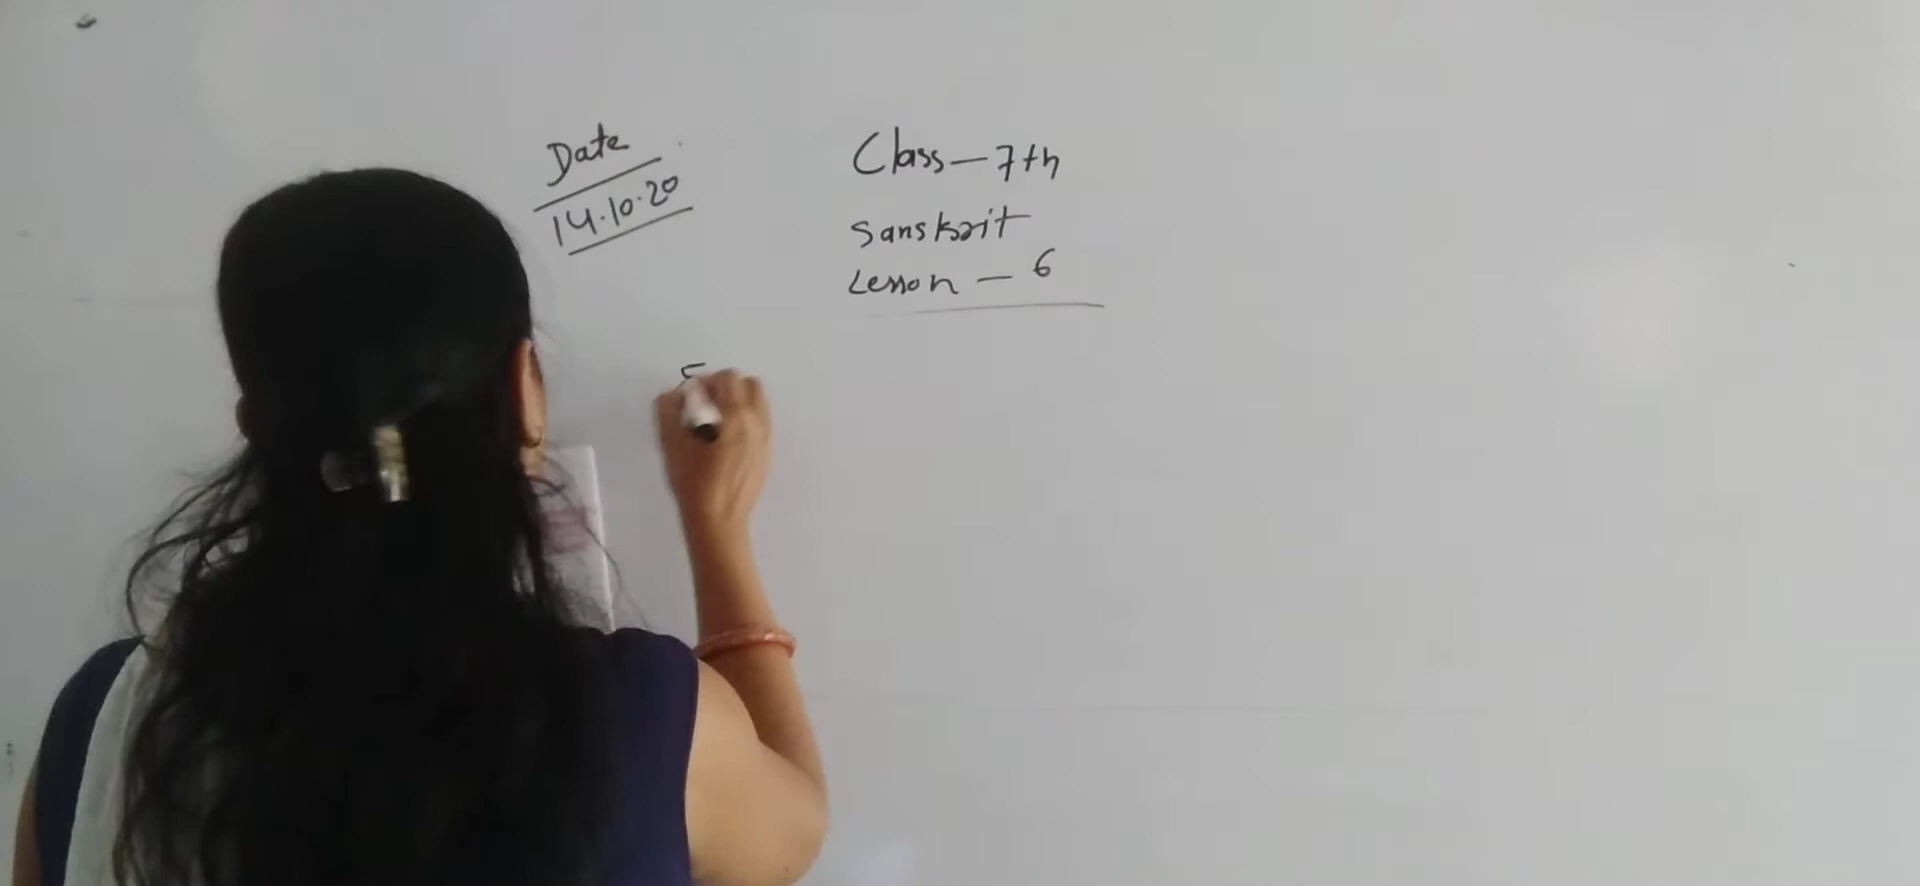 Date
14.10.20
Class - 7th
Sanskrit
Lesson - 6